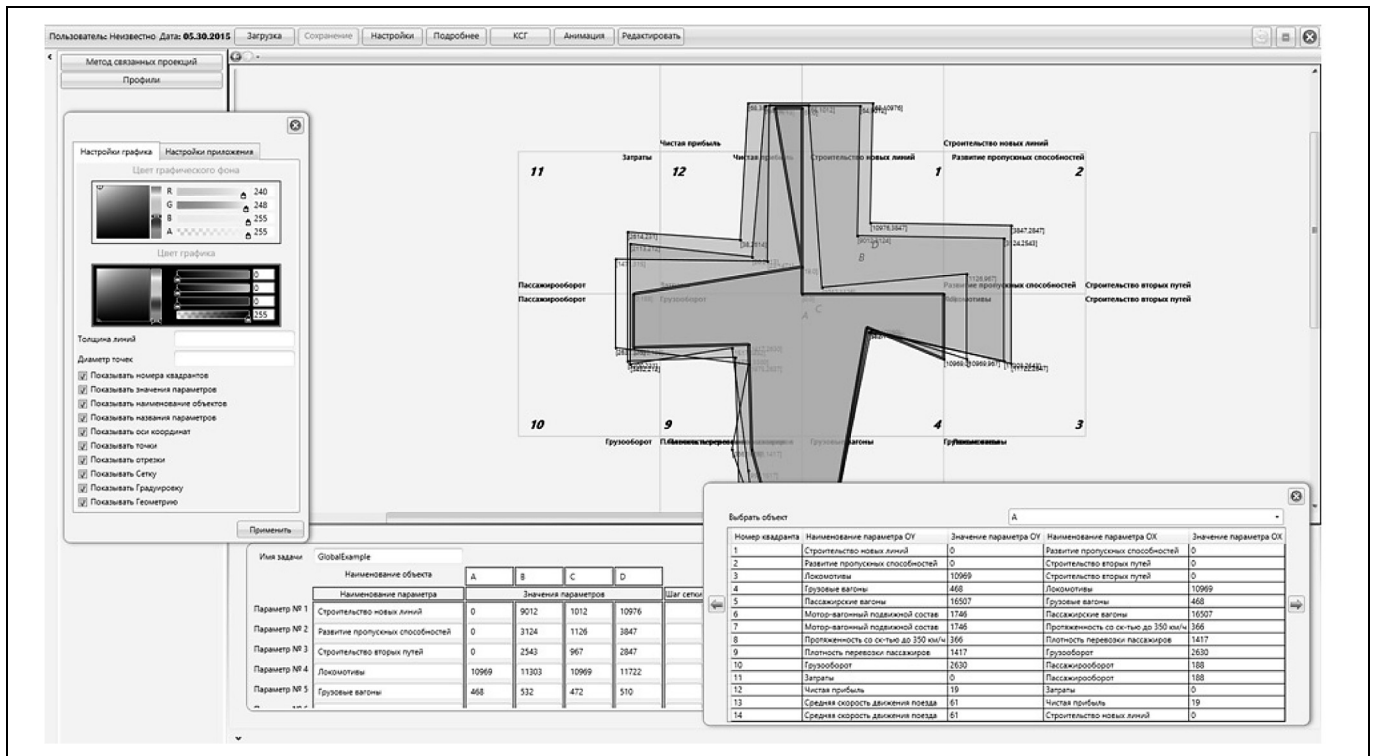 Пользователь: Неизвестно Дата: 05.30.2015 Загрузка Сохранение Настройки Подробнее КСГ Анимация Редактировать
Метод связанных проекций
Профили
Настройки графика Настройки приложения
Цвет графического фона
R 240
G 248
B 255
A 255
Цвет графика
0
0
0
255
Толщина линий
Диаметр точек
Показывать номера квадрантов
Показывать значения параметров
Показывать наименование объектов
Показывать названия параметров
Показывать оси координат
Показывать точки
Показывать отрезки
Показывать Сетку
Показывать Градуировку
Показывать Геометрию
Применить
Чистая прибыль Строительство новых линий
Затраты Чистая прибыль Строительство новых линий Развитие пропускных способностей
11 12 1 2
[2614,231] [38,2614] [10976,3847] [3847,2847]
D
B
[1126,967]
Пассажирооборот Развитие пропускных способностей Строительство вторых путей
Пассажирооборот Грузооборот Локомотивы Строительство вторых путей
A C
10 9 4 3
Грузооборот Грузовые вагоны
Имя задачи GlobalExample
Наименование объекта A B C D
Наименование параметра Значения параметров Шаг сетки
Параметр № 1 Строительство новых линий 0 9012 1012 10976
Параметр № 2 Развитие пропускных способностей 0 3124 1126 3847
Параметр № 3 Строительство вторых путей 0 2543 967 2847
Параметр № 4 Локомотивы 10969 11303 10969 11722
Параметр № 5 Грузовые вагоны 468 532 472 510
Выбрать объект A
Номер квадранта Наименование параметра OY Значение параметра OY Наименование параметра OX Значение параметра OX
1 Строительство новых линий 0 Развитие пропускных способностей 0
2 Развитие пропускных способностей 0 Строительство вторых путей 0
3 Локомотивы 10969 Строительство вторых путей 0
4 Грузовые вагоны 468 Локомотивы 10969
5 Пассажирские вагоны 16507 Грузовые вагоны 468
6 Мотор-вагонный подвижной состав 1746 Пассажирские вагоны 16507
7 Мотор-вагонный подвижной состав 1746 Протяженность со ск-тью до 350 км/ч 366
8 Протяженность со ск-тью до 350 км/ч 366 Плотность перевозки пассажиров 1417
9 Плотность перевозки пассажиров 1417 Грузооборот 2630
10 Грузооборот 2630 Пассажирооборот 188
11 Затраты 0 Пассажирооборот 188
12 Чистая прибыль 19 Затраты 0
13 Средняя скорость движения поезда 61 Чистая прибыль 19
14 Средняя скорость движения поезда 61 Строительство новых линий 0